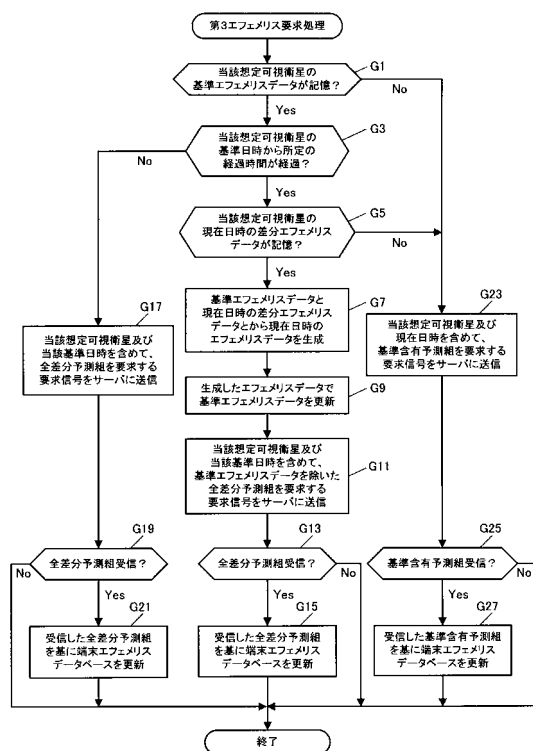 第3エフェメリス要求処理
G1
当該想定可視衛星の
基準エフェメリスデータが記憶？
No
Yes
G3
当該想定可視衛星の
基準日時から所定の
経過時間が経過？
No
Yes
G5
当該想定可視衛星の
現在日時の差分エフェメリス
データが記憶？
No
Yes
G7
基準エフェメリスデータと
現在日時の差分エフェメリス
データとから現在日時の
エフェメリスデータを生成
G17
当該想定可視衛星及び
当該基準日時を含めて、
全差分予測組を要求する
要求信号をサーバに送信
G23
当該想定可視衛星及び
現在日時を含めて、
基準含有予測組を要求する
要求信号をサーバに送信
G9
生成したエフェメリスデータで
基準エフェメリスデータを更新
G11
当該想定可視衛星及び
当該基準日時を含めて、
基準エフェメリスデータを除いた
全差分予測組を要求する
要求信号をサーバに送信
G19
全差分予測組受信？
No
Yes
G13
全差分予測組受信？
No
Yes
G25
基準含有予測組受信？
No
Yes
G21
受信した全差分予測組
を基に端末エフェメリス
データベースを更新
G15
受信した全差分予測組
を基に端末エフェメリス
データベースを更新
G27
受信した基準含有予測組
を基に端末エフェメリス
データベースを更新
終了